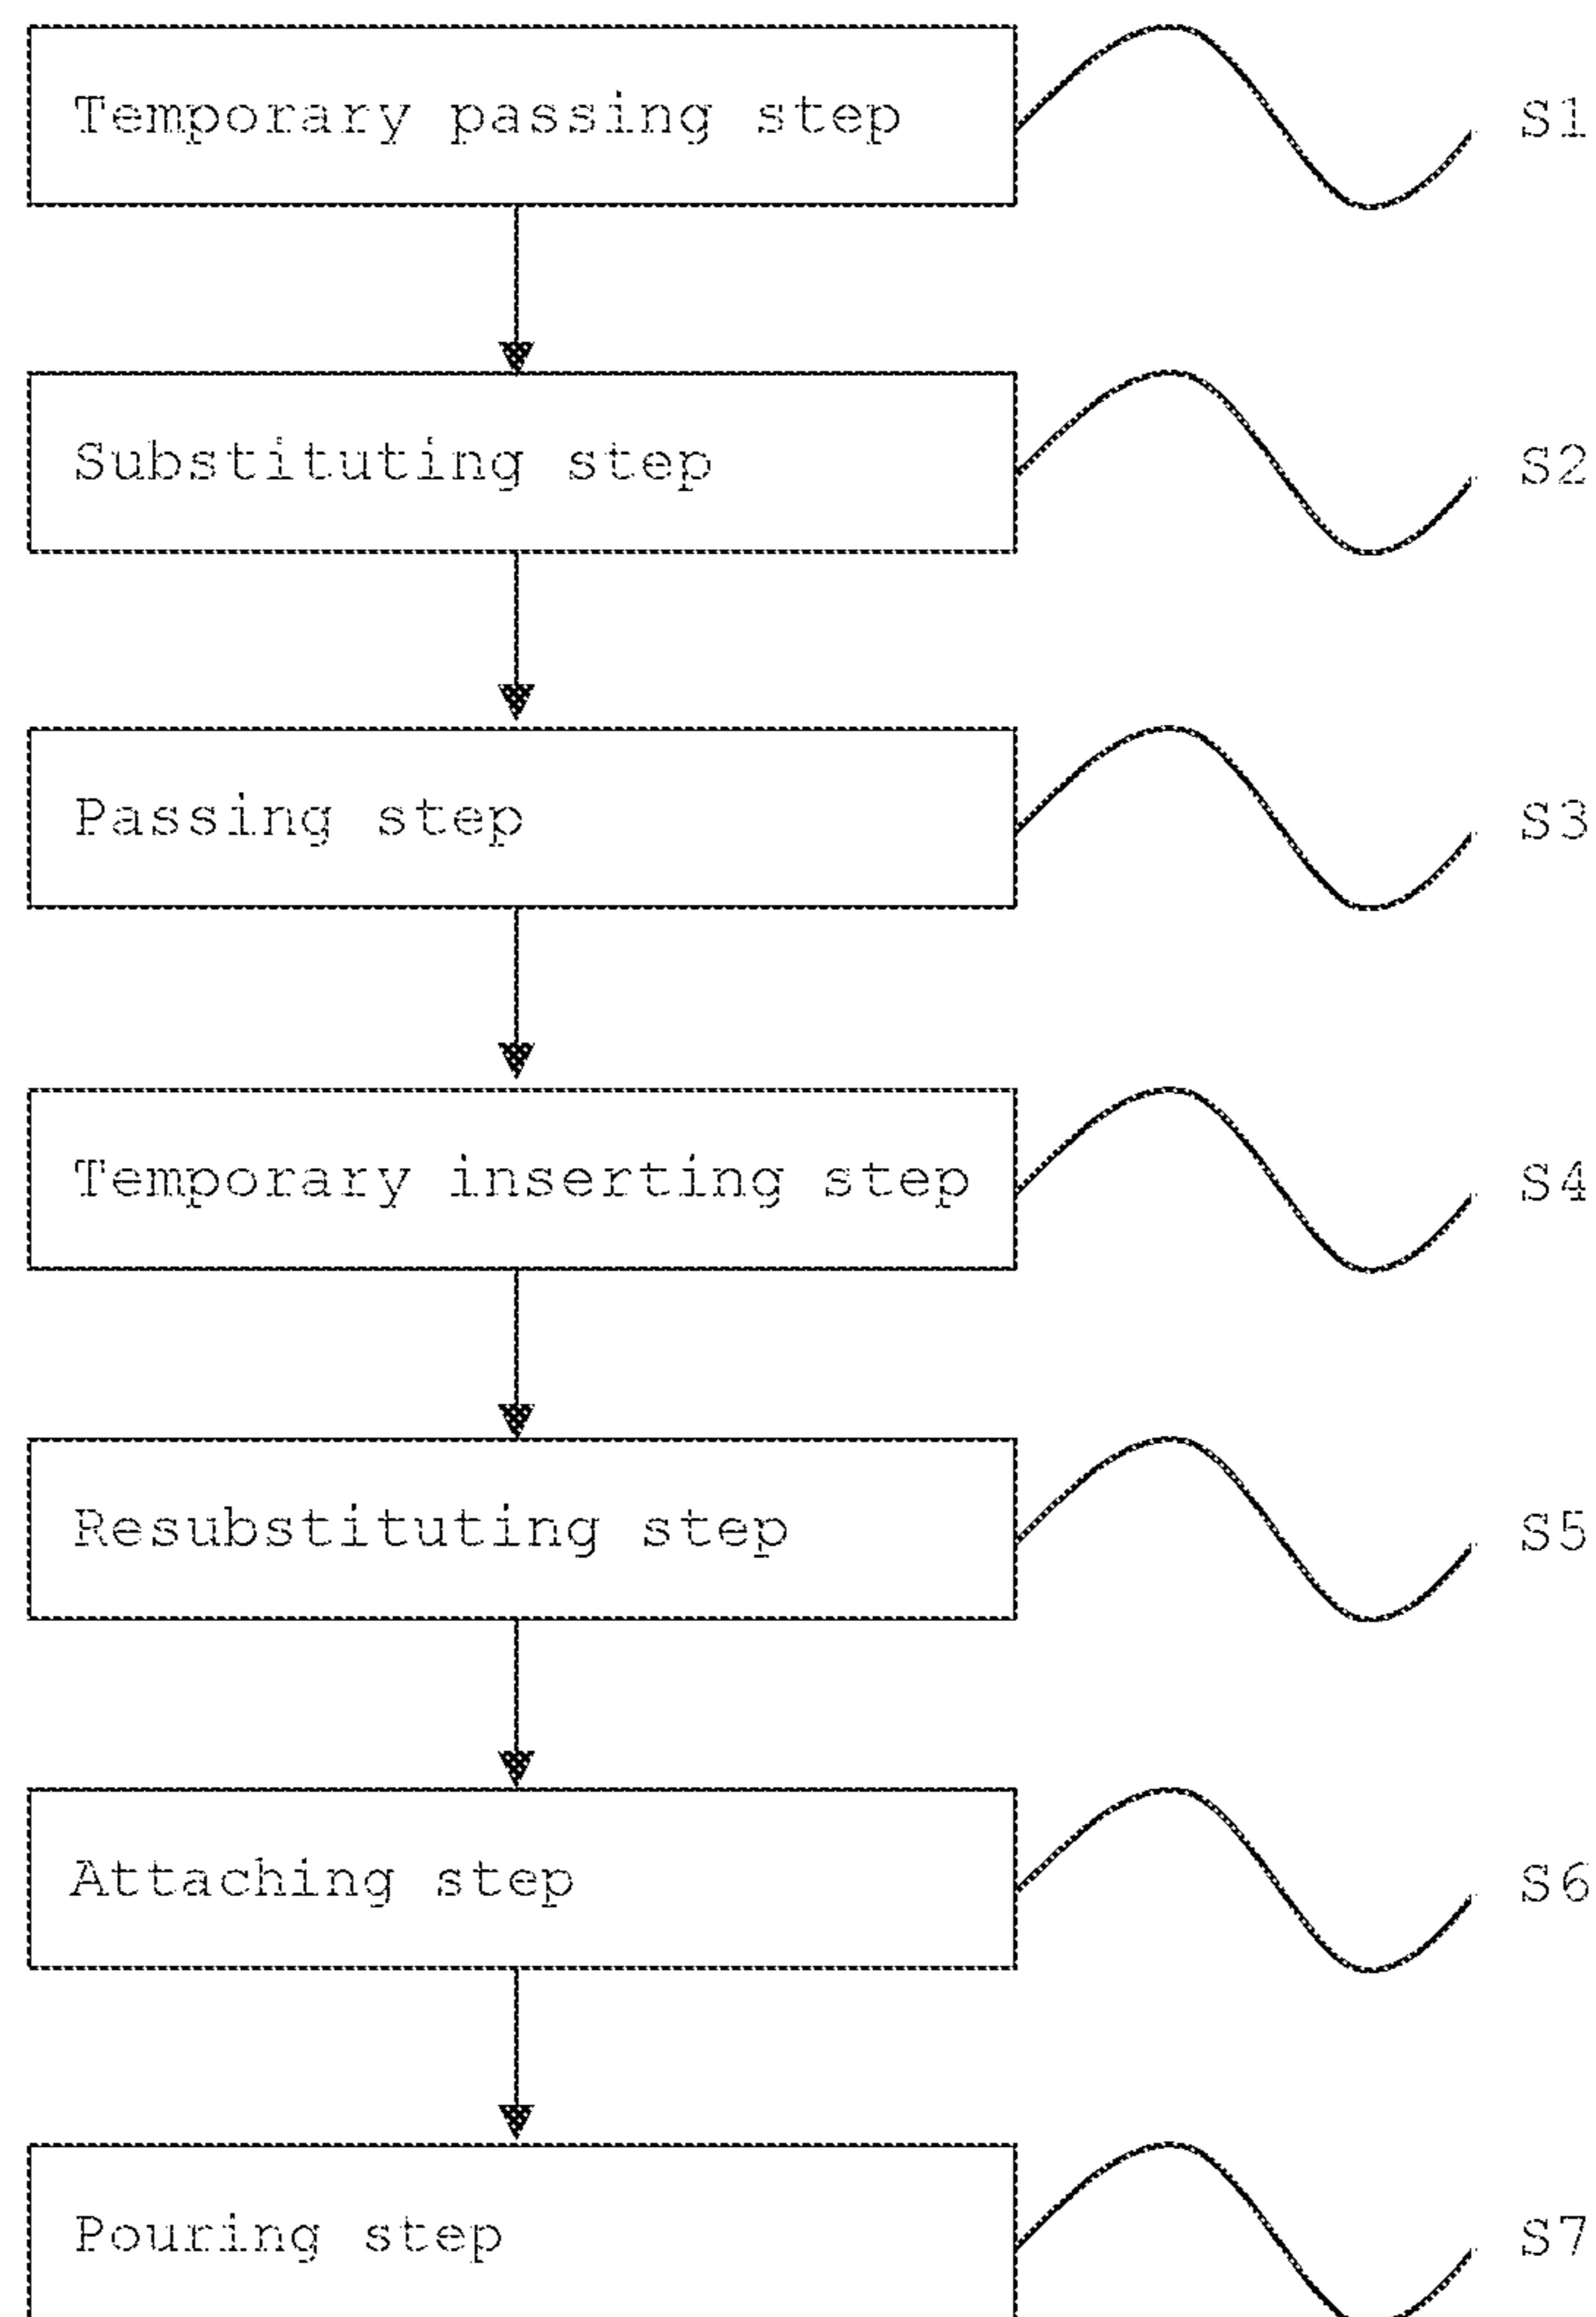 Temporary passing step S1
Substituting step S2
Passing step S3
Temporary inserting step S4
Resubstituting step S5
Attaching step S6
Pouring step S7